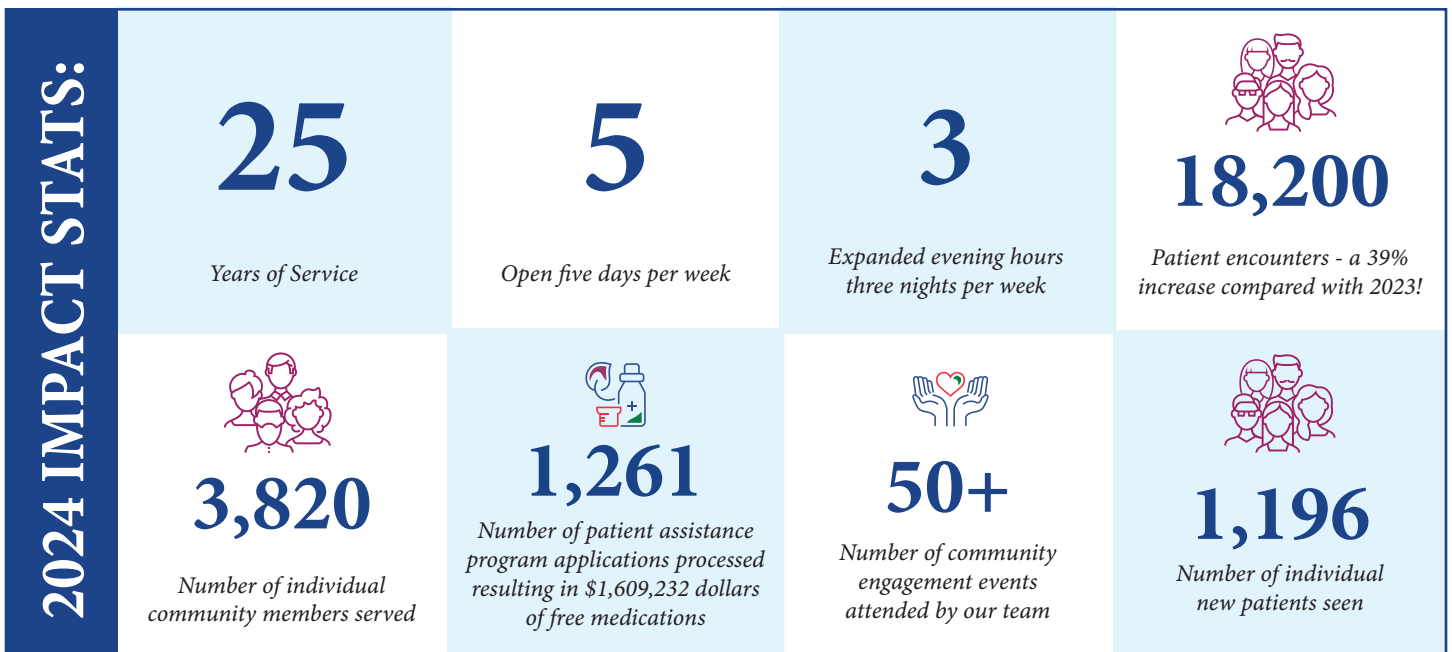 2024 IMPACT STATS:
25
Years of Service
5
Open five days per week
3
Expanded evening hours
three nights per week
18,200
Patient encounters - a 39%
increase compared with 2023!
3,820
Number of individual
community members served
1,261
Number of patient assistance
program applications processed
resulting in $1,609,232 dollars
of free medications
50+
Number of community
engagement events
attended by our team
1,196
Number of individual
new patients seen